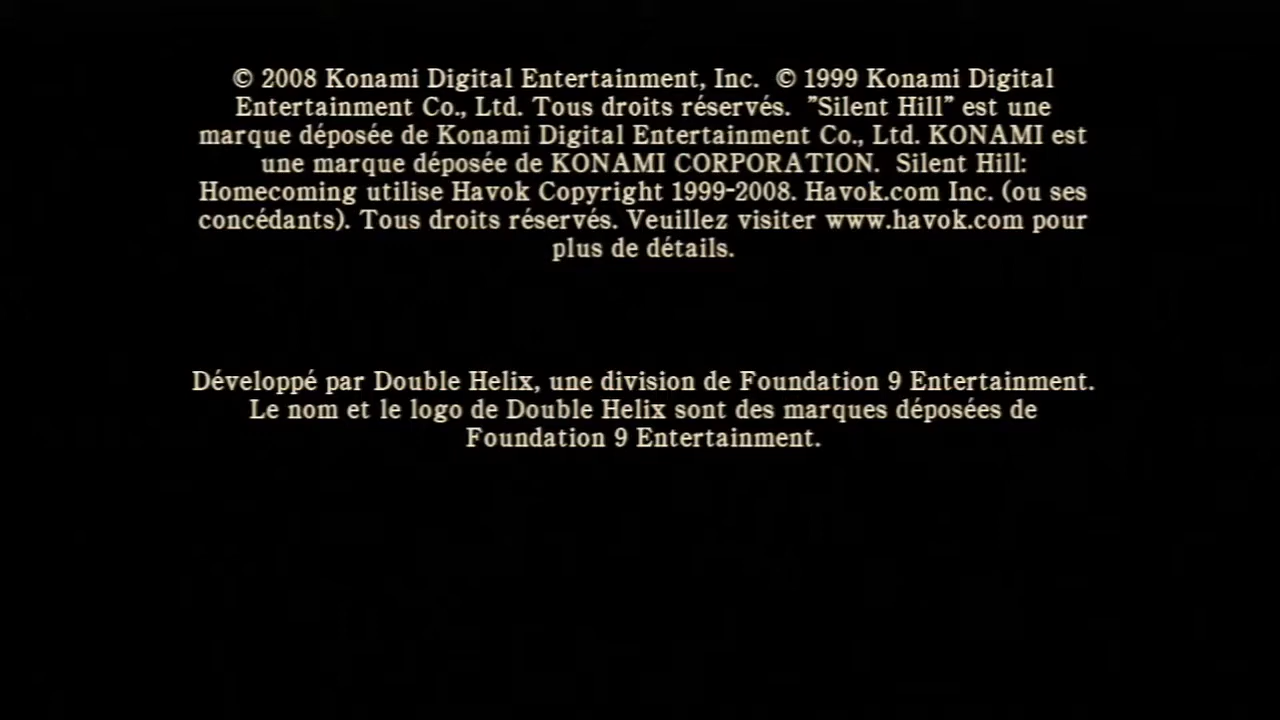 © 2008 Konami Digital Entertainment, Inc.  © 1999 Konami Digital
Entertainment Co., Ltd. Tous droits réservés.  "Silent Hill" est une
marque déposée de Konami Digital Entertainment Co., Ltd. KONAMI est
une marque déposée de KONAMI CORPORATION.  Silent Hill:
Homecoming utilise Havok Copyright 1999-2008. Havok.com Inc. (ou ses
concédants). Tous droits réservés. Veuillez visiter www.havok.com pour
plus de détails.
Développé par Double Helix, une division de Foundation 9 Entertainment.
Le nom et le logo de Double Helix sont des marques déposées de
Foundation 9 Entertainment.